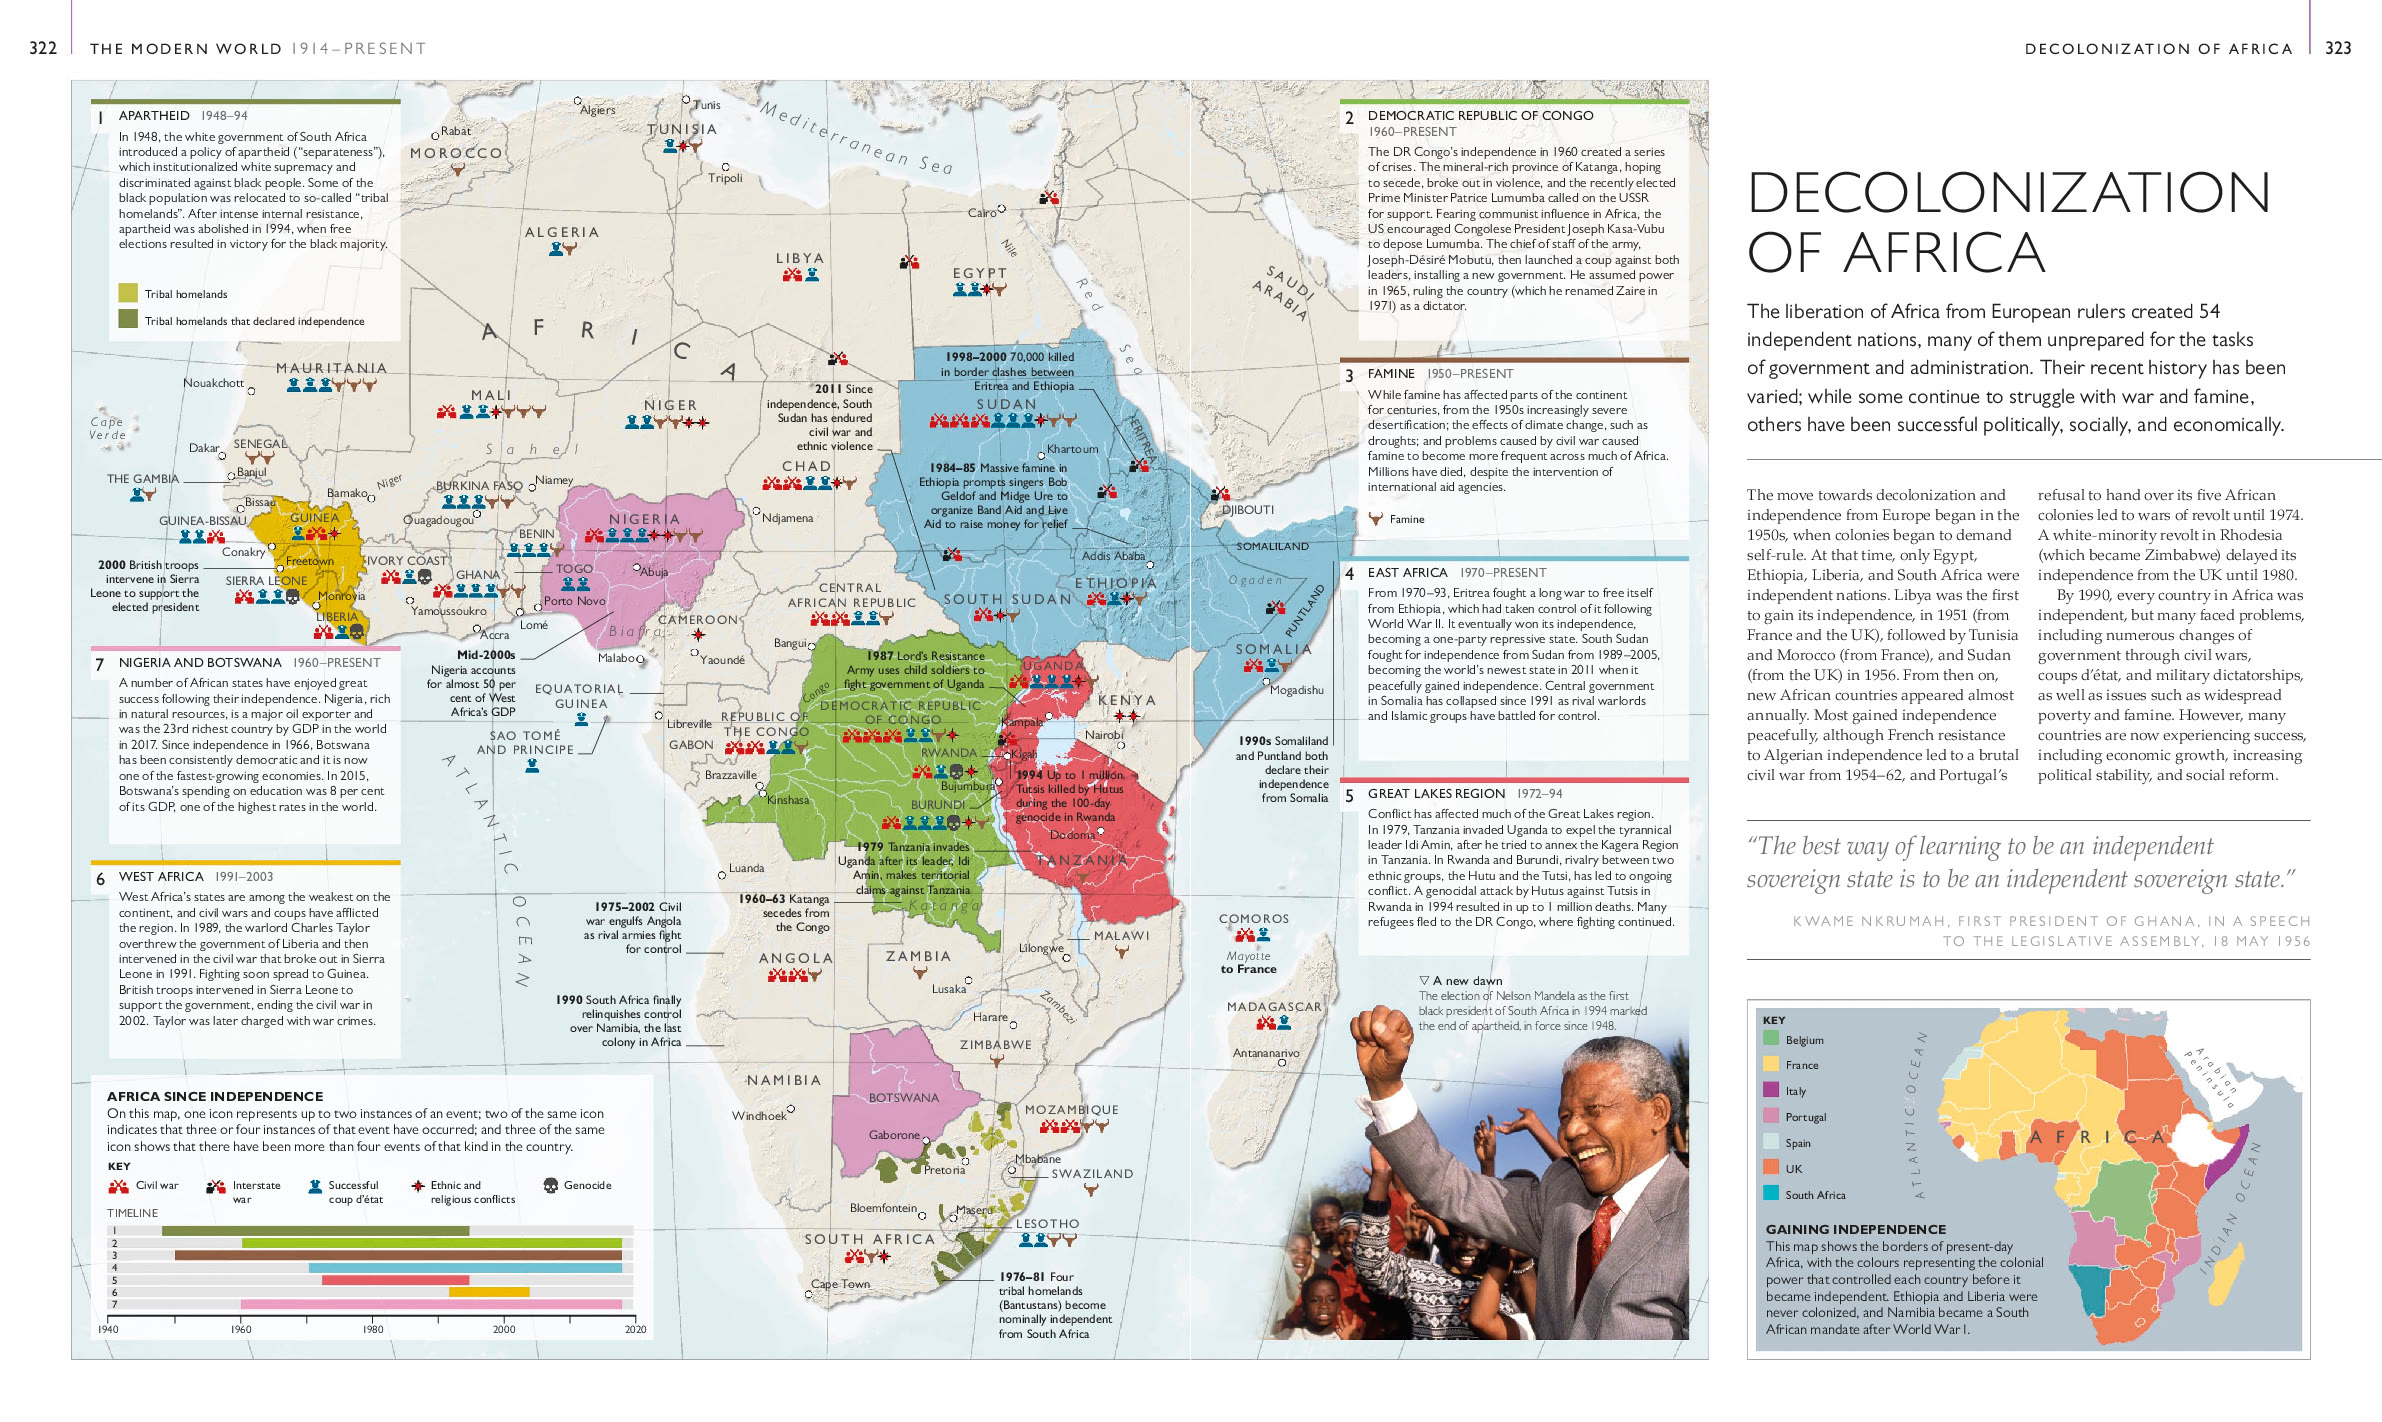 322
THE MODERN WORLD 1914–PRESENT
DECOLONIZATION OF AFRICA
323
1 APARTHEID 1948–94
In 1948, the white government of South Africa
introduced a policy of apartheid (“separateness”),
which institutionalized white supremacy and
discriminated against black people. Some of the
black population was relocated to so-called “tribal
homelands”. After intense internal resistance,
apartheid was abolished in 1994, when free
elections resulted in victory for the black majority.
Tribal homelands
Tribal homelands that declared independence
2 DEMOCRATIC REPUBLIC OF CONGO
1960–PRESENT
The DR Congo’s independence in 1960 created a series
of crises. The mineral-rich province of Katanga, hoping
to secede, broke out in violence, and the recently elected
Prime Minister Patrice Lumumba called on the USSR
for support. Fearing communist influence in Africa, the
US encouraged Congolese President Joseph Kasa-Vubu
to depose Lumumba. The chief of staff of the army,
Joseph-Désiré Mobutu, then launched a coup against both
leaders, installing a new government. He assumed power
in 1965, ruling the country (which he renamed Zaire in
1971) as a dictator.
3 FAMINE 1950–PRESENT
While famine has affected parts of the continent
for centuries, from the 1950s increasingly severe
desertification; the effects of climate change, such as
droughts; and problems caused by civil war caused
famine to become more frequent across much of Africa.
Millions have died, despite the intervention of
international aid agencies.
Famine
4 EAST AFRICA 1970–PRESENT
From 1970–93, Eritrea fought a long war to free itself
from Ethiopia, which had taken control of it following
World War II. It eventually won its independence,
becoming a one-party repressive state. South Sudan
fought for independence from Sudan from 1989–2005,
becoming the world’s newest state in 2011 when it
peacefully gained independence. Central government
in Somalia has collapsed since 1991 as rival warlords
and Islamic groups have battled for control.
5 GREAT LAKES REGION 1972–94
Conflict has affected much of the Great Lakes region.
In 1979, Tanzania invaded Uganda to expel the tyrannical
leader Idi Amin, after he tried to annex the Kagera Region
in Tanzania. In Rwanda and Burundi, rivalry between two
ethnic groups, the Hutu and the Tutsi, has led to ongoing
conflict. A genocidal attack by Hutus against Tutsis in
Rwanda in 1994 resulted in up to 1 million deaths. Many
refugees fled to the DR Congo, where fighting continued.
7 NIGERIA AND BOTSWANA 1960–PRESENT
A number of African states have enjoyed great
success following their independence. Nigeria, rich
in natural resources, is a major oil exporter and
was the 23rd richest country by GDP in the world
in 2017. Since independence in 1966, Botswana
has been consistently democratic and it is now
one of the fastest-growing economies. In 2015,
Botswana’s spending on education was 8 per cent
of its GDP, one of the highest rates in the world.
6 WEST AFRICA 1991–2003
West Africa’s states are among the weakest on the
continent, and civil wars and coups have afflicted
the region. In 1989, the warlord Charles Taylor
overthrew the government of Liberia and then
intervened in the civil war that broke out in Sierra
Leone in 1991. Fighting soon spread to Guinea.
British troops intervened in Sierra Leone to
support the government, ending the civil war in
2002. Taylor was later charged with war crimes.
Algiers
Tunis
Rabat
TUNISIA
MOROCCO
Tripoli
Mediterranean Sea
Cairo
ALGERIA
LIBYA
Nile
EGYPT
Red Sea
SAUDI
ARABIA
AFRICA
MAURITANIA
Nouakchott
MALI
NIGER
Cape
Verde
Sahel
2011 Since
independence, South
Sudan has endured
civil war and
ethnic violence
1998–2000 70,000 killed
in border clashes between
Eritrea and Ethiopia
SUDAN
ERITREA
Khartoum
Dakar
SENEGAL
Banjul
THE GAMBIA
Bissau
GUINEA-BISSAU
Bamako
Niger
BURKINA FASO
Niamey
Ouagadougou
CHAD
Ndjamena
1984–85 Massive famine in
Ethiopia prompts singers Bob
Geldof and Midge Ure to
organize Band Aid and Live
Aid to raise money for relief
DJIBOUTI
GUINEA
Conakry
BENIN
NIGERIA
Freetown
IVORY COAST
GHANA
TOGO
Abuja
Addis Ababa
SOMALILAND
ETHIOPIA
Ogaden
PUNTLAND
2000 British troops
intervene in Sierra
Leone to support the
elected president
SIERRA LEONE
Monrovia
LIBERIA
Yamoussoukro
Accra
Lomé
Porto Novo
Biafra
CENTRAL
AFRICAN REPUBLIC
SOUTH SUDAN
CAMEROON
Bangui
Malabo
Yaoundé
SOMALIA
Mogadishu
Mid-2000s
Nigeria accounts
for almost 50 per
cent of West
Africa’s GDP
EQUATORIAL
GUINEA
SAO TOMÉ
AND PRINCIPE
Libreville
GABON
REPUBLIC OF
THE CONGO
Brazzaville
Kinshasa
Congo
1987 Lord’s Resistance
Army uses child soldiers to
fight government of Uganda
UGANDA
Kampala
KENYA
Nairobi
DEMOCRATIC REPUBLIC
OF CONGO
RWANDA
Kigali
Bujumbura
BURUNDI
1994 Up to 1 million
Tutsis killed by Hutus
during the 100-day
genocide in Rwanda
Dodoma
TANZANIA
1990s Somaliland
and Puntland both
declare their
independence
from Somalia
1979 Tanzania invades
Uganda after its leader, Idi
Amin, makes territorial
claims against Tanzania
Katanga
ATLANTIC OCEAN
Luanda
1960–63 Katanga
secedes from
the Congo
1975–2002 Civil
war engulfs Angola
as rival armies fight
for control
ANGOLA
ZAMBIA
Lusaka
Lilongwe
MALAWI
COMOROS
Mayotte
to France
MADAGASCAR
Antananarivo
1990 South Africa finally
relinquishes control
over Namibia, the last
colony in Africa
Zambezi
Harare
ZIMBABWE
NAMIBIA
Windhoek
BOTSWANA
Gaborone
MOZAMBIQUE
Pretoria
Mbabane
SWAZILAND
Bloemfontein
Maseru
LESOTHO
SOUTH AFRICA
Cape Town
1976–81 Four
tribal homelands
(Bantustans) become
nominally independent
from South Africa
▽ A new dawn
The election of Nelson Mandela as the first
black president of South Africa in 1994 marked
the end of apartheid, in force since 1948.
AFRICA SINCE INDEPENDENCE
On this map, one icon represents up to two instances of an event; two of the same icon
indicates that three or four instances of that event have occurred; and three of the same
icon shows that there have been more than four events of that kind in the country.
KEY
Civil war
Interstate
war
Successful
coup d’état
Ethnic and
religious conflicts
Genocide
TIMELINE
1
2
3
4
5
6
7
1940 1960 1980 2000 2020
DECOLONIZATION
OF AFRICA
The liberation of Africa from European rulers created 54
independent nations, many of them unprepared for the tasks
of government and administration. Their recent history has been
varied; while some continue to struggle with war and famine,
others have been successful politically, socially, and economically.
The move towards decolonization and
independence from Europe began in the
1950s, when colonies began to demand
self-rule. At that time, only Egypt,
Ethiopia, Liberia, and South Africa were
independent nations. Libya was the first
to gain its independence, in 1951 (from
France and the UK), followed by Tunisia
and Morocco (from France), and Sudan
(from the UK) in 1956. From then on,
new African countries appeared almost
annually. Most gained independence
peacefully, although French resistance
to Algerian independence led to a brutal
civil war from 1954–62, and Portugal’s
refusal to hand over its five African
colonies led to wars of revolt until 1974.
A white-minority revolt in Rhodesia
(which became Zimbabwe) delayed its
independence from the UK until 1980.
By 1990, every country in Africa was
independent, but many faced problems,
including numerous changes of
government through civil wars,
coups d’état, and military dictatorships,
as well as issues such as widespread
poverty and famine. However, many
countries are now experiencing success,
including economic growth, increasing
political stability, and social reform.
“The best way of learning to be an independent
sovereign state is to be an independent sovereign state.”
KWAME NKRUMAH, FIRST PRESIDENT OF GHANA, IN A SPEECH
TO THE LEGISLATIVE ASSEMBLY, 18 MAY 1956
KEY
Belgium
France
Italy
Portugal
Spain
UK
South Africa
ATLANTIC OCEAN
AFRICA
Arabian
Peninsula
INDIAN OCEAN
GAINING INDEPENDENCE
This map shows the borders of present-day
Africa, with the colours representing the colonial
power that controlled each country before it
became independent. Ethiopia and Liberia were
never colonized, and Namibia became a South
African mandate after World War I.